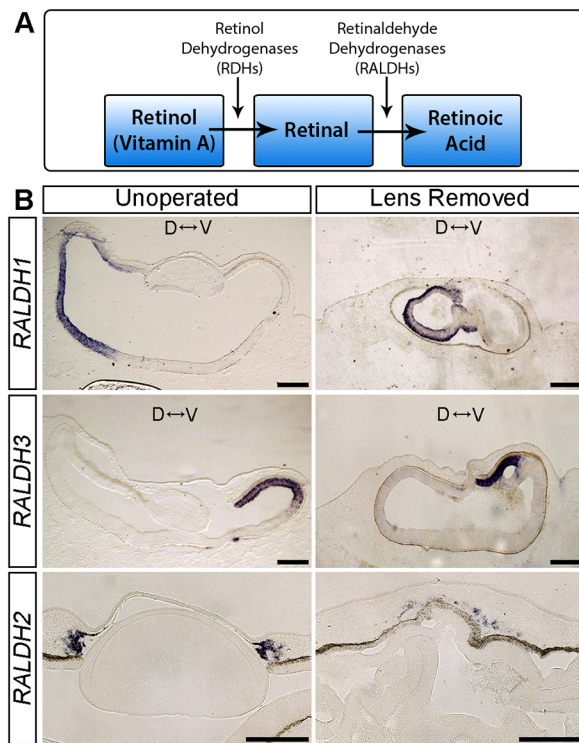 A
Retinol
Dehydrogenases
(RDHs)
Retinaldehyde
Dehydrogenases
(RALDHs)
Retinol
(Vitamin A)
Retinal
Retinoic
Acid
B
Unoperated
Lens Removed
RALDH1
D↔V
D↔V
RALDH3
D↔V
D↔V
RALDH2